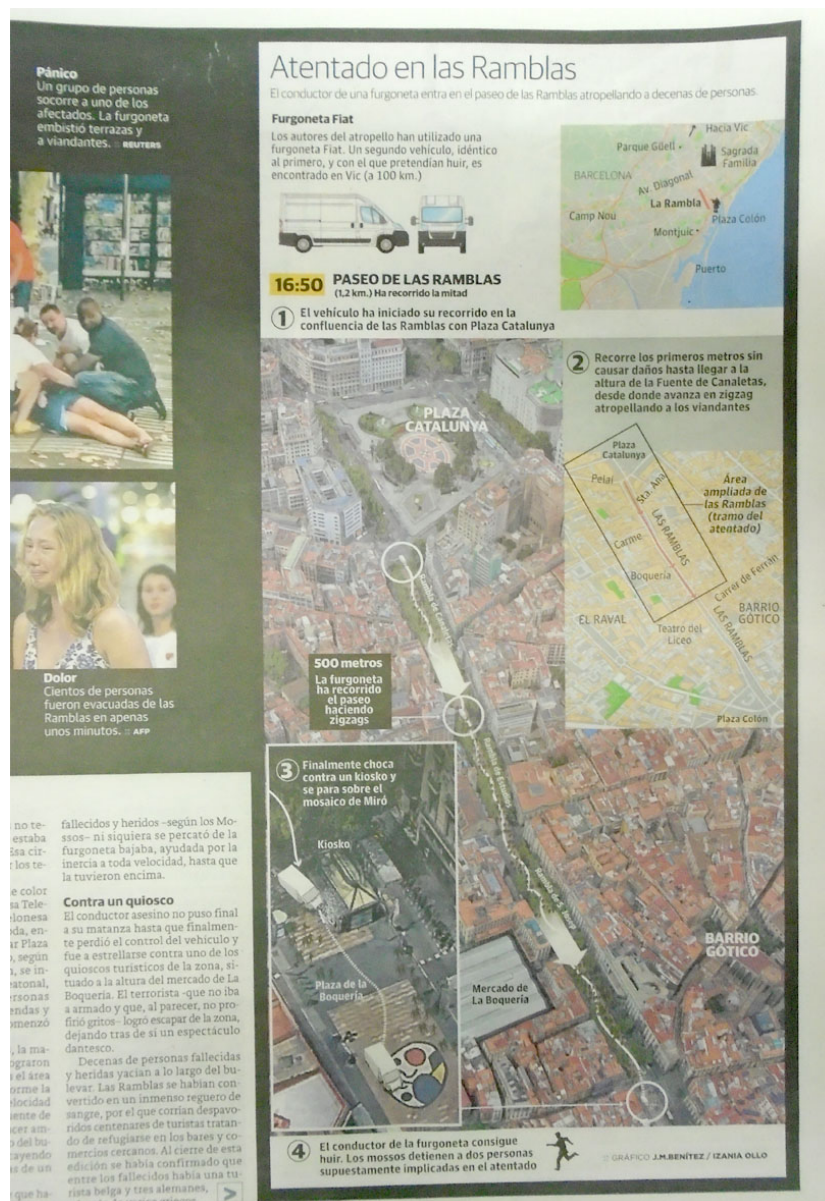 Pánico
Un grupo de personas
socorre a uno de los
afectados. La furgoneta
embistió terrazas y
a viandantes. :: REUTERS
Dolor
Cientos de personas
fueron evacuadas de las
Ramblas en apenas
unos minutos. :: AFP
Atentado en las Ramblas
El conductor de una furgoneta entra en el paseo de las Ramblas atropellando a decenas de personas.
Furgoneta Fiat
Los autores del atropello han utilizado una
furgoneta Fiat. Un segundo vehículo, idéntico
al primero, y con el que pretendían huir, es
encontrado en Vic (a 100 km.)
Hacia Vic
Parque Güell
Sagrada
Familia
BARCELONA
Av. Diagonal
La Rambla
Camp Nou
Plaza Colón
Montjuic
Puerto
16:50 PASEO DE LAS RAMBLAS
(1,2 km.) Ha recorrido la mitad
1 El vehículo ha iniciado su recorrido en la
confluencia de las Ramblas con Plaza Catalunya
2 Recorre los primeros metros sin
causar daños hasta llegar a la
altura de la Fuente de Canaletas,
desde donde avanza en zigzag
atropellando a los viandantes
PLAZA
CATALUNYA
Plaza
Catalunya
Pelai
Sta. Ana
Área
ampliada de
las Ramblas
(tramo del
atentado)
LAS RAMBLAS
Carme
Boquería
Carrer de Ferràn
EL RAVAL
Teatro del
Liceo
LAS RAMBLAS
BARRIO
GÓTICO
Plaza Colón
500 metros
La furgoneta
ha recorrido
el paseo
haciendo
zigzags
3 Finalmente choca
contra un kiosko y
se para sobre el
mosaico de Miró
Kiosko
Plaza de
la Boquería
Mercado de
La Boquería
BARRIO
GÓTICO
4 El conductor de la furgoneta consigue
huir. Los mossos detienen a dos personas
supuestamente implicadas en el atentado
:: GRÁFICO J.M.BENÍTEZ / IZANIA OLLO
fallecidos y heridos –según los Mo-
ssos– ni siquiera se percató de la
furgoneta bajaba, ayudada por la
inercia a toda velocidad, hasta que
la tuvieron encima.
Contra un quiosco
El conductor asesino no puso final
a su matanza hasta que finalmen-
te perdió el control del vehículo y
fue a estrellarse contra uno de los
quioscos turísticos de la zona, si-
tuado a la altura del mercado de La
Boquería. El terrorista -que no iba
a armado y que, al parecer, no pro-
firió gritos- logró escapar de la zona,
dejando tras de sí un espectáculo
dantesco.
Decenas de personas fallecidas
y heridas yacían a lo largo del bu-
levar. Las Ramblas se habían con-
vertido en un inmenso reguero de
sangre, por el que corrían despavo-
ridos centenares de turistas tratan-
do de refugiarse en los bares y co-
mercios cercanos. Al cierre de esta
edición se había confirmado que
entre los fallecidos había una tu-
rista belga y tres alemanes,